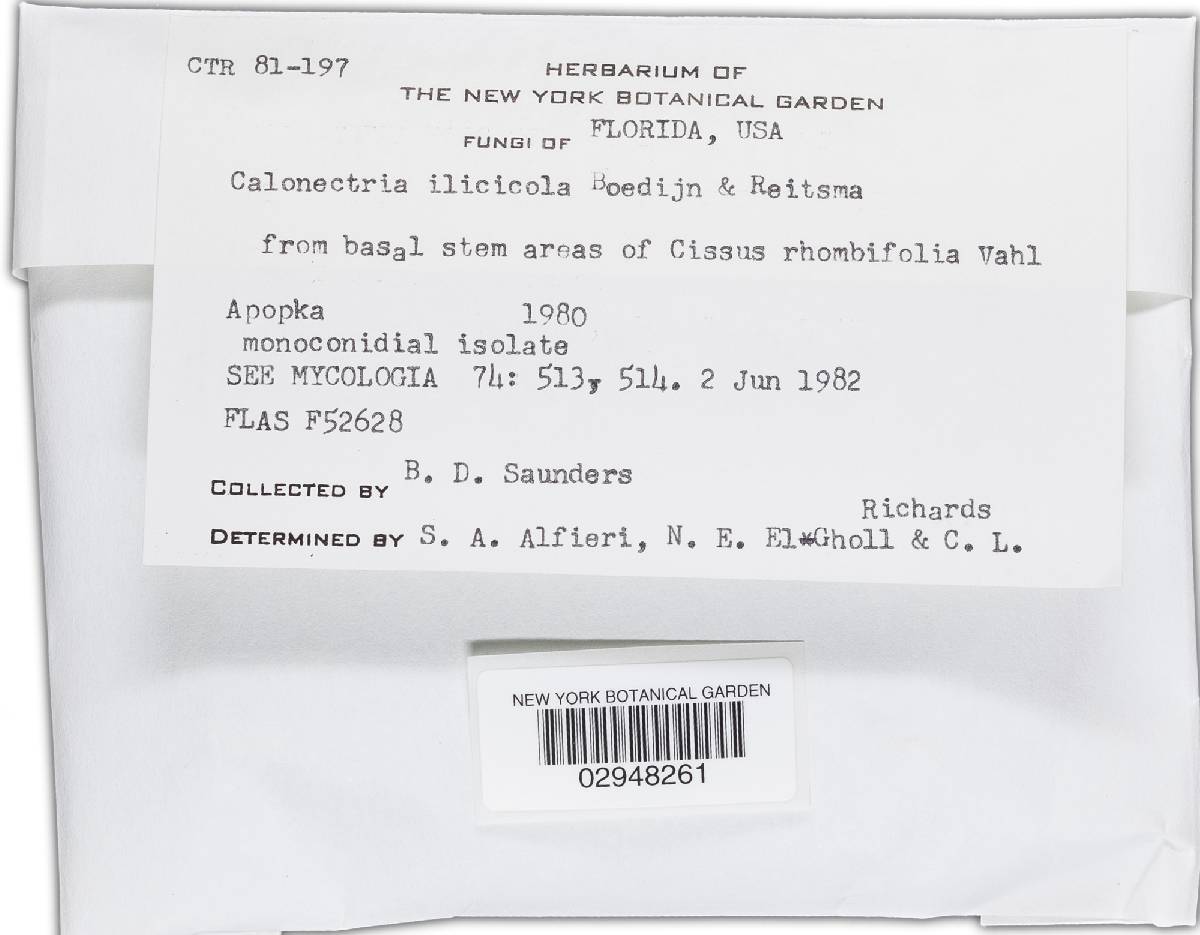 CTR 81-197
HERBARIUM OF
THE NEW YORK BOTANICAL GARDEN
FUNGI OF FLORIDA, USA
Calonectria ilicicola Boedijn & Reitsma
from basal stem areas of Cissus rhombifolia Vahl
Apopka 1980
monoconidial isolate
SEE MYCOLOGIA 74: 513, 514. 2 Jun 1982
FLAS F52628
COLLECTED BY B. D. Saunders
Richards
DETERMINED BY S. A. Alfieri, N. E. El-Gholl & C. L.
NEW YORK BOTANICAL GARDEN
02948261